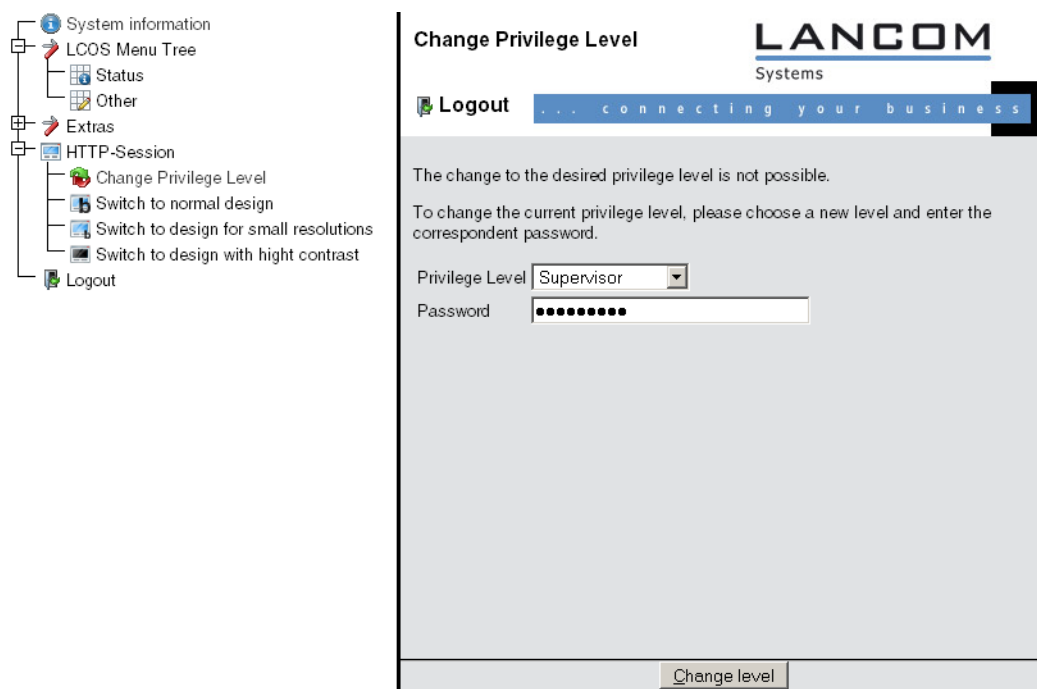 System information
LCOS Menu Tree
Status
Other
Extras
HTTP-Session
Change Privilege Level
Switch to normal design
Switch to design for small resolutions
Switch to design with hight contrast
Logout
Change Privilege Level
LANCOM
Systems
Logout
... connecting your business
The change to the desired privilege level is not possible.
To change the current privilege level, please choose a new level and enter the
correspondent password.
Privilege Level Supervisor
Password •••••••••
Change level